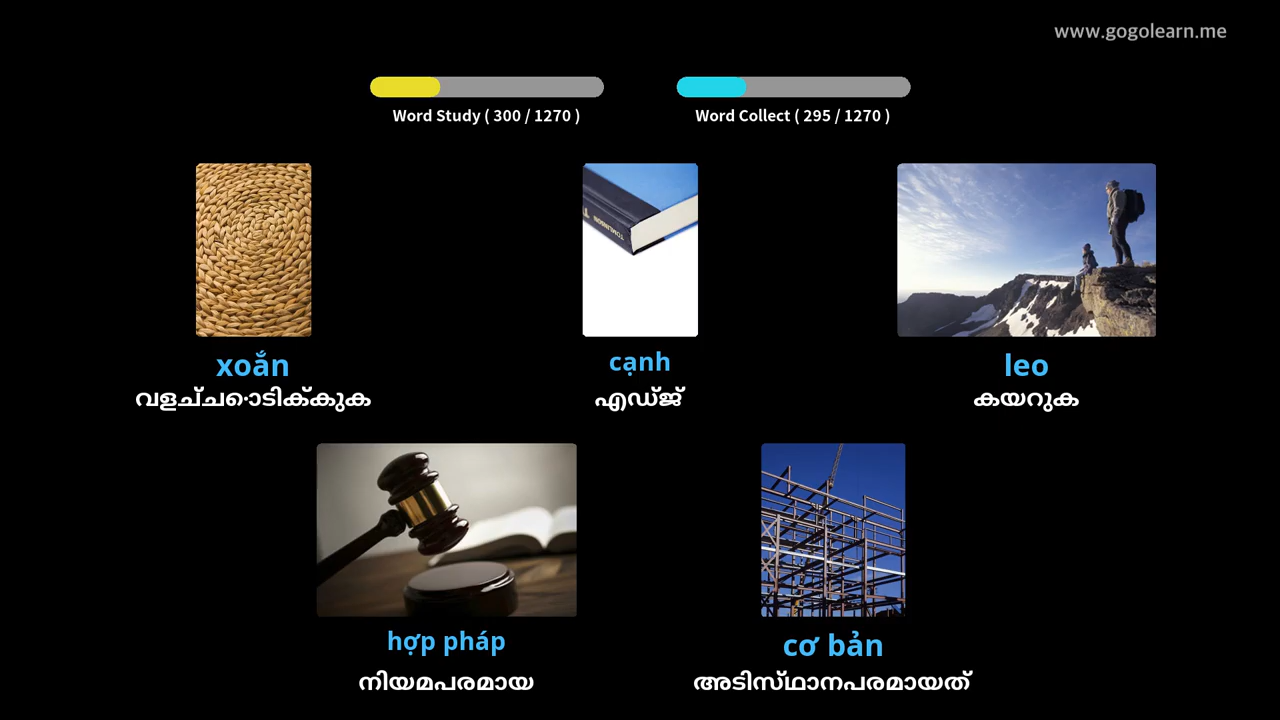 www.gogolearn.me
Word Study ( 300 / 1270 )
Word Collect ( 295 / 1270 )
TOMLINSON
xoắn
cạnh
leo
വളച്ചൊടിക്കുക
എഡ്ജ്
കയറുക
hợp pháp
cơ bản
നിയമപരമായ
അടിസ്ഥാനപരമായത്